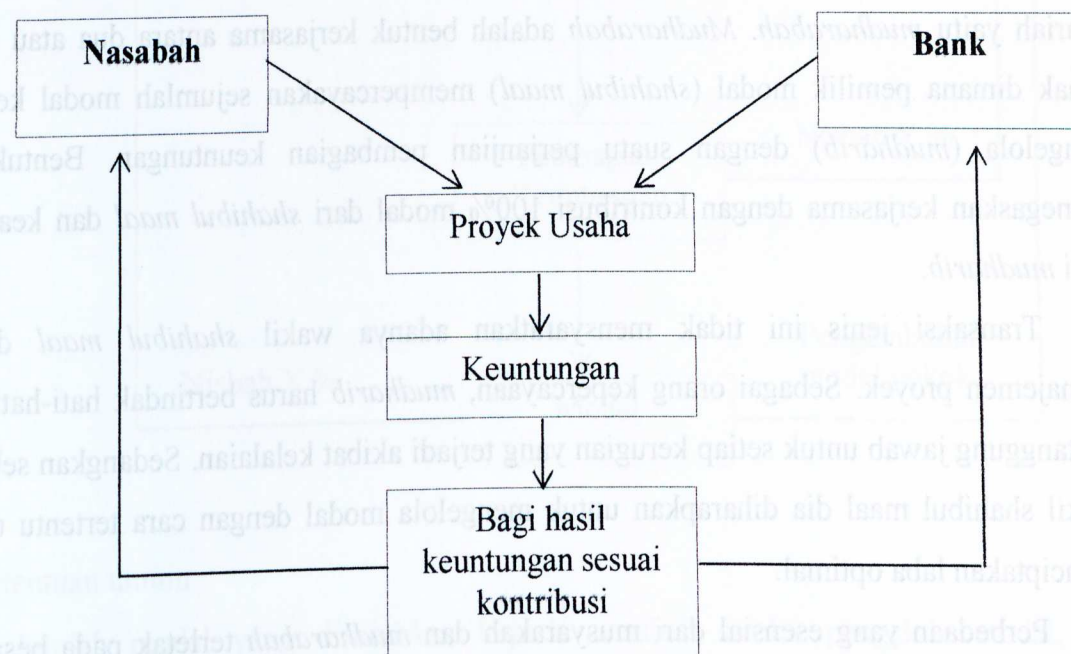 Nasabah
Bank
Proyek Usaha
Keuntungan
Bagi hasil
keuntungan sesuai
kontribusi
yaitu mudharabah. Mudharabah adalah bentuk kerjasama antara dua atau
dimana pemilik modal (shahibu maal) mempercayakan sejumlah modal
(mudharib) dengan suatu perjanjian pembagian keuntungan. Bentuk
kerjasama dengan kontribusi 100% modal dari shahibul maal dan
mudharib.
Transaksi jenis ini tidak mensyaratkan adanya wakil shahibul maal
proyek. Sebagai orang kepercayaan, mudharib harus bertindak hati-hati
jawab untuk setiap kerugian yang terjadi akibat kelalaian. Sedangkan
shahibul maal dia diharapkan untuk mengelola modal dengan cara tertentu
laba optimal.
Perbedaan yang esensial dari musyarakah dan mudharabah terletak pada